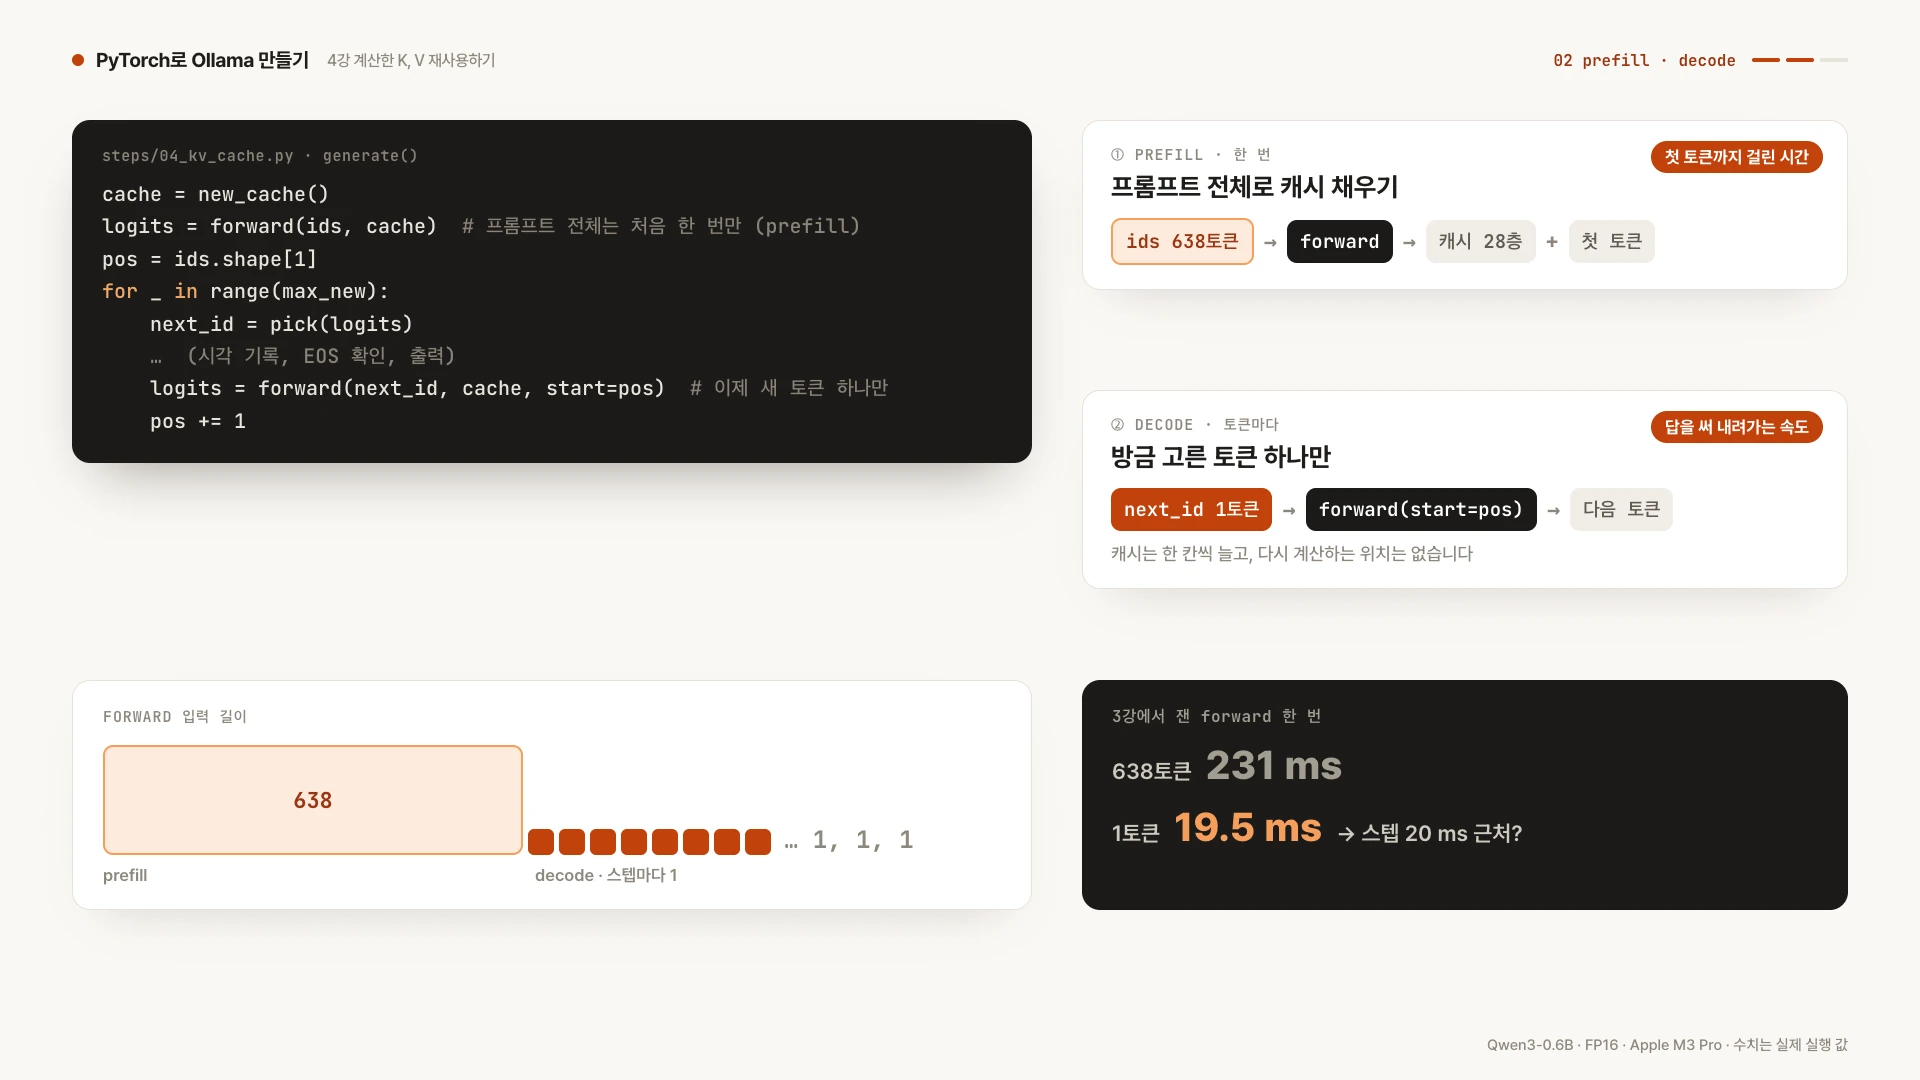 PyTorch로 Ollama 만들기 4강 계산한 K, V 재사용하기
02 prefill · decode
steps/04_kv_cache.py · generate()
cache = new_cache()
logits = forward(ids, cache)  # 프롬프트 전체는 처음 한 번만 (prefill)
pos = ids.shape[1]
for _ in range(max_new):
    next_id = pick(logits)
    …  (시각 기록, EOS 확인, 출력)
    logits = forward(next_id, cache, start=pos)  # 이제 새 토큰 하나만
    pos += 1
① PREFILL · 한 번
첫 토큰까지 걸린 시간
프롬프트 전체로 캐시 채우기
ids 638토큰 → forward → 캐시 28층 + 첫 토큰
② DECODE · 토큰마다
답을 써 내려가는 속도
방금 고른 토큰 하나만
next_id 1토큰 → forward(start=pos) → 다음 토큰
캐시는 한 칸씩 늘고, 다시 계산하는 위치는 없습니다
FORWARD 입력 길이
638
… 1, 1, 1
prefill
decode · 스텝마다 1
3강에서 잰 forward 한 번
638토큰 231 ms
1토큰 19.5 ms → 스텝 20 ms 근처?
Qwen3-0.6B · FP16 · Apple M3 Pro · 수치는 실제 실행 값